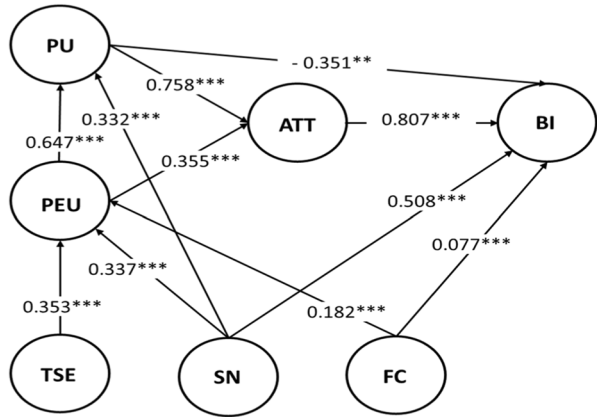 PU
- 0.351**
0.758***
0.332***
ATT
0.807***
BI
0.647***
0.355***
PEU
0.508***
0.077***
0.337***
0.353***
0.182***
TSE
SN
FC